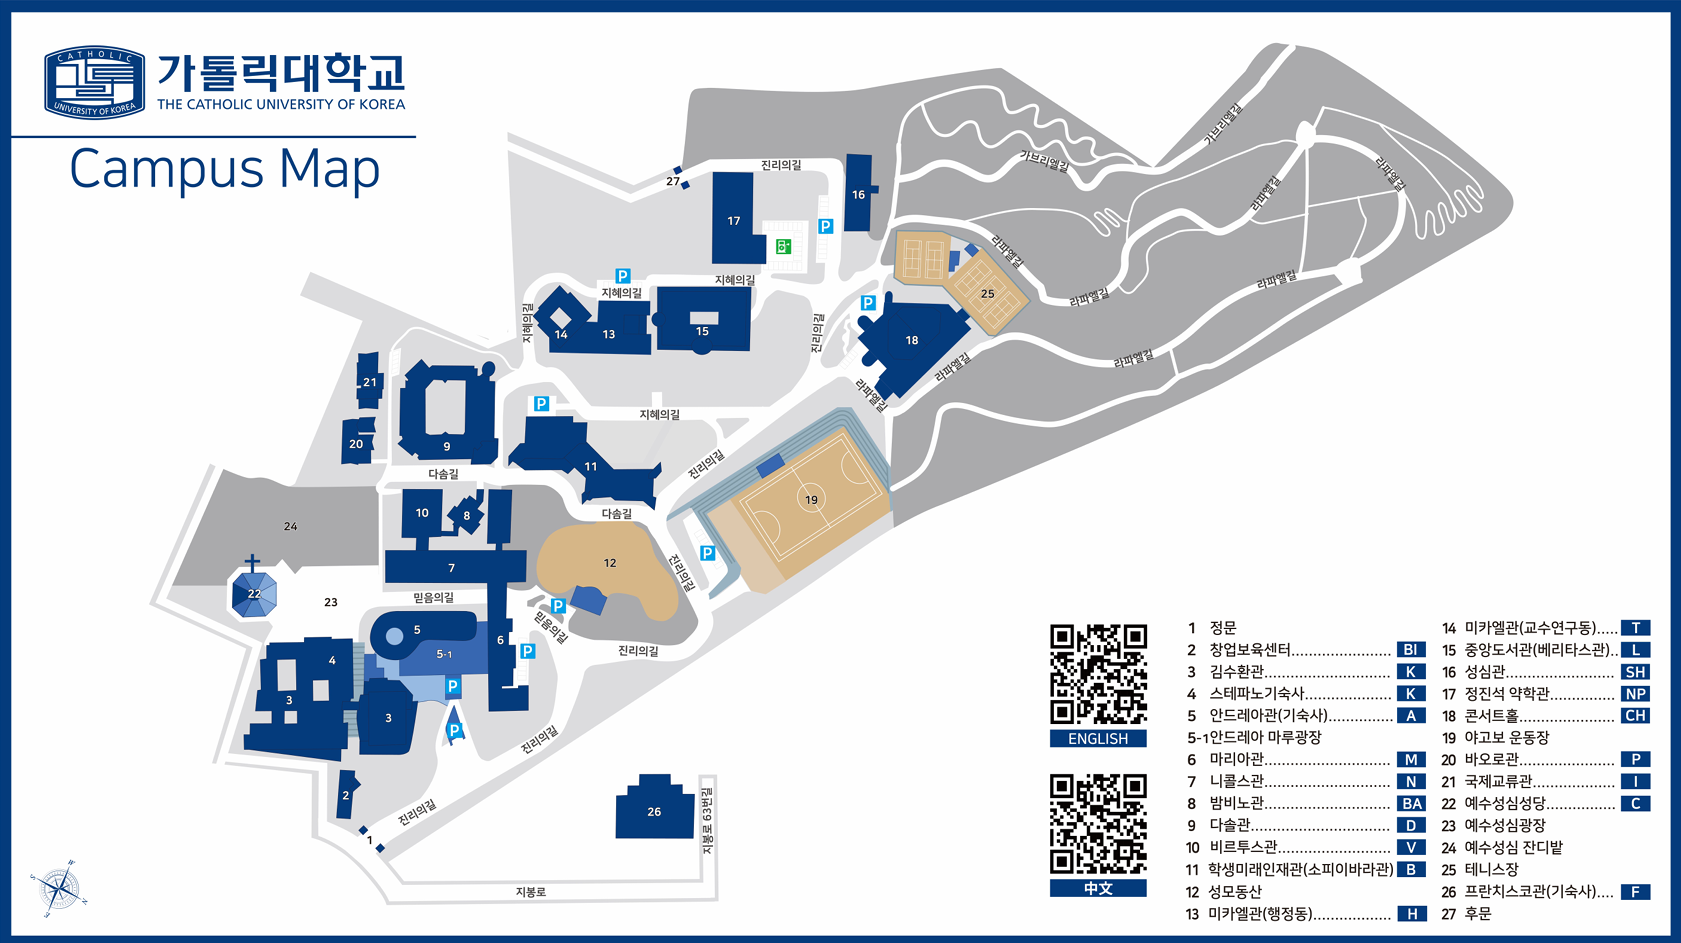 CATHOLIC
UNIVERSITY OF KOREA
가톨릭대학교
THE CATHOLIC UNIVERSITY OF KOREA
Campus Map
가브리엘길
가브리엘길
라파엘길
라파엘길
진리의길
27
16
17
P
라파엘길
지혜의길
P
지혜의길
25
라파엘길
라파엘길
P
지혜의길
14
13
15
진리의길
18
라파엘길
라파엘길
21
라파엘길
P
지혜의길
20
9
11
진리의길
다솜길
19
10
8
다솜길
24
P
12
7
진리의길
22
23
믿음의길
P
믿음의길
5
6
P
진리의길
5-1
4
P
3
3
P
진리의길
2
진리의길
26
지봉로 63번길
1
지봉로
W
S
N
E
ENGLISH
中文
1 정문
2 창업보육센터...................... BI
3 김수환관............................ K
4 스테파노기숙사................... K
5 안드레아관(기숙사).............. A
5-1안드레아 마루광장
6 마리아관............................ M
7 니콜스관............................ N
8 밤비노관............................ BA
9 다솔관............................... D
10 비르투스관......................... V
11 학생미래인재관(소피이바라관) B
12 성모동산
13 미카엘관(행정동)................. H
14 미카엘관(교수연구동)..... T
15 중앙도서관(베리타스관).. L
16 성심관............................... SH
17 정진석 약학관.............. NP
18 콘서트홀..................... CH
19 야고보 운동장
20 바오로관..................... P
21 국제교류관.................. I
22 예수성심성당............... C
23 예수성심광장
24 예수성심 잔디밭
25 테니스장
26 프란치스코관(기숙사).... F
27 후문